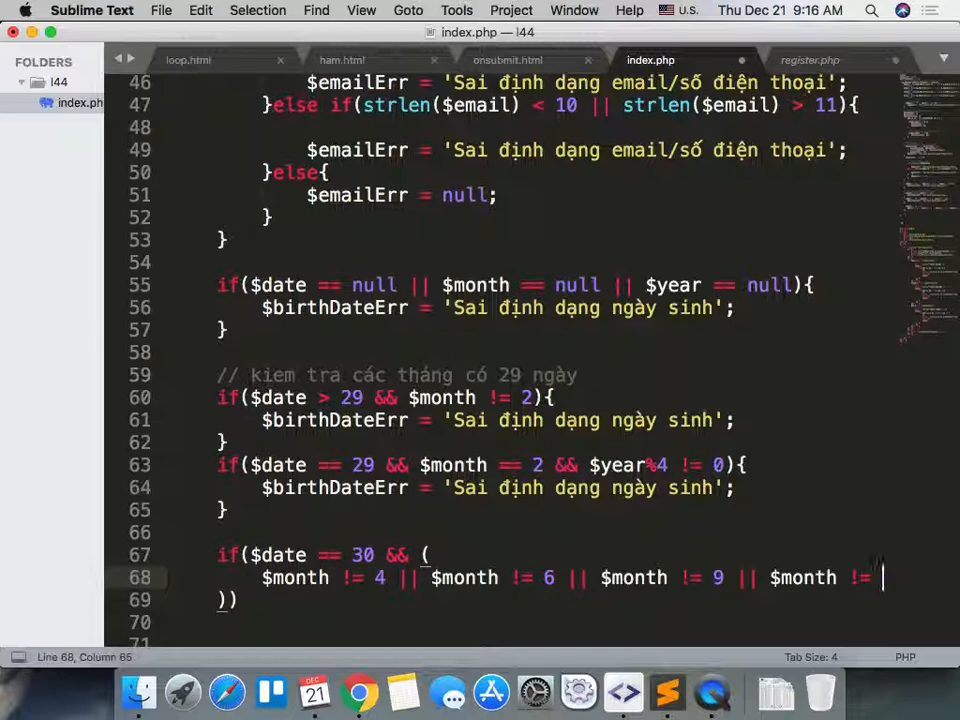 Sublime Text File Edit Selection Find View Goto Tools Project Window Help U.S. Thu Dec 21 9:16 AM
index.php — l44
FOLDERS
l44
index.ph
loop.html ham.html onsubmit.html index.php register.php
46 $emailErr = 'Sai định dạng email/số điện thoại';
47 }else if(strlen($email) < 10 || strlen($email) > 11){
48
49 $emailErr = 'Sai định dạng email/số điện thoại';
50 }else{
51 $emailErr = null;
52 }
53 }
54
55 if($date == null || $month == null || $year == null){
56 $birthDateErr = 'Sai định dạng ngày sinh';
57 }
58
59 // kiem tra các tháng có 29 ngày
60 if($date > 29 && $month != 2){
61 $birthDateErr = 'Sai định dạng ngày sinh';
62 }
63 if($date == 29 && $month == 2 && $year%4 != 0){
64 $birthDateErr = 'Sai định dạng ngày sinh';
65 }
66
67 if($date == 30 && (
68 $month != 4 || $month != 6 || $month != 9 || $month !=
69 ))
70
71
Line 68, Column 65 Tab Size: 4 PHP
DEC
21